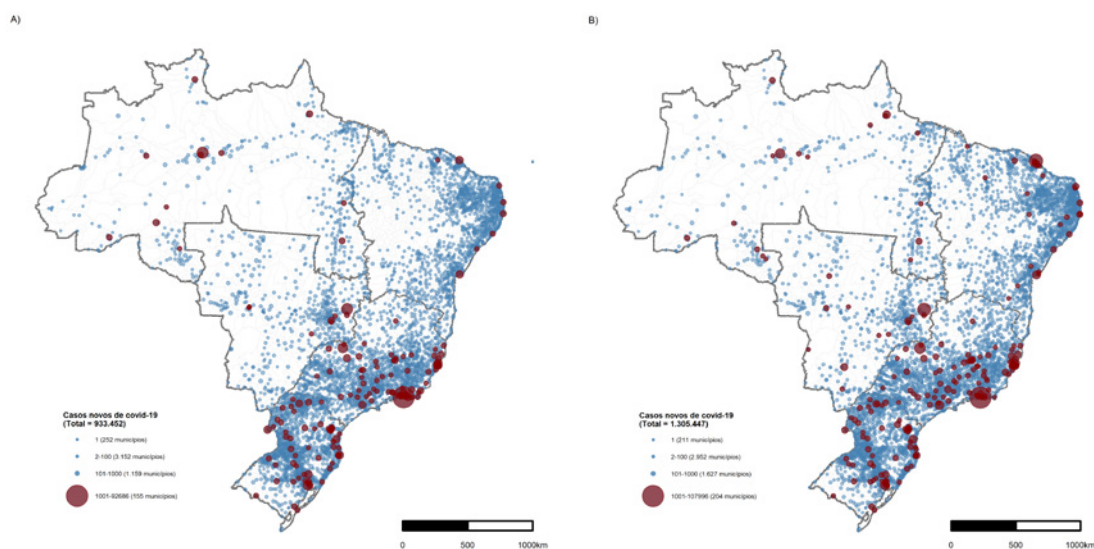 A)
Casos novos de covid-19
(Total = 933.452)
1 (252 municípios)
2-100 (3.152 municípios)
101-1000 (1.159 municípios)
1001-92686 (155 municípios)
0 500 1000km
B)
Casos novos de covid-19
(Total = 1.305.447)
1 (211 municípios)
2-100 (2.952 municípios)
101-1000 (1.627 municípios)
1001-107996 (204 municípios)
0 500 1000km